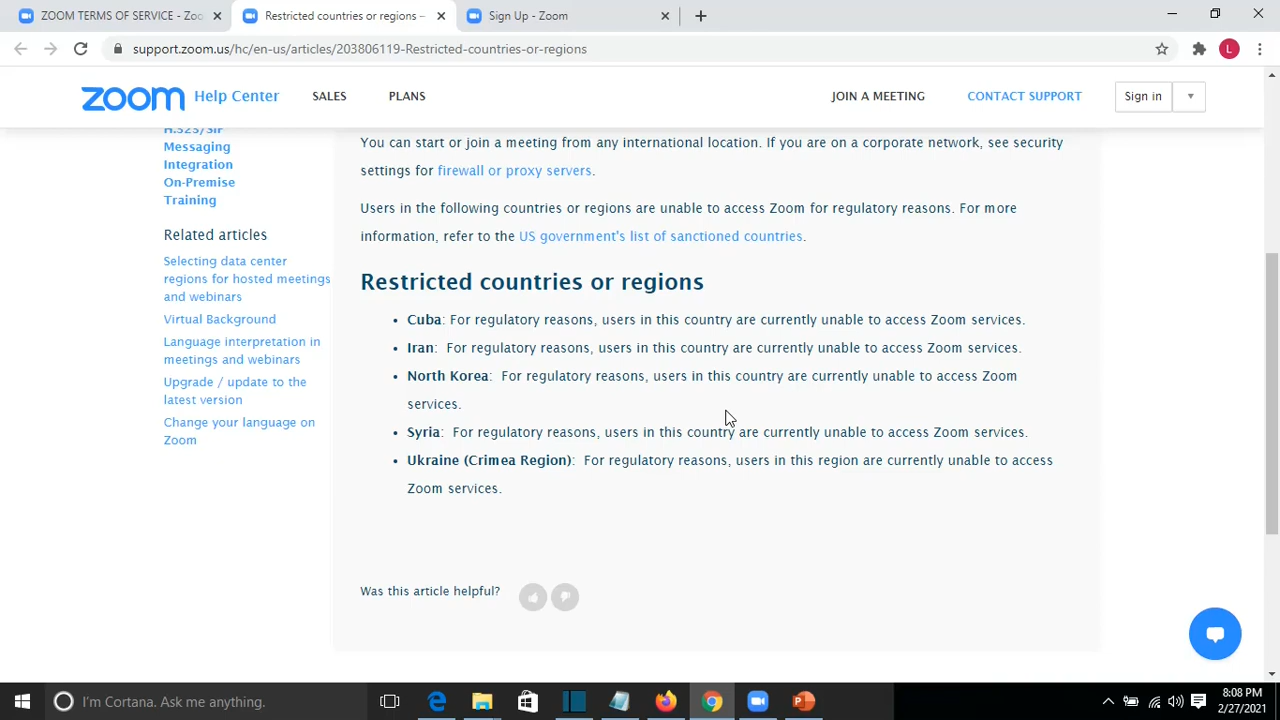 ZOOM TERMS OF SERVICE - Zoo
Restricted countries or regions –
Sign Up - Zoom
support.zoom.us/hc/en-us/articles/203806119-Restricted-countries-or-regions
L
zoom Help Center
SALES
PLANS
JOIN A MEETING
CONTACT SUPPORT
Sign in
H.323/SIP
Messaging
Integration
On-Premise
Training
Related articles
Selecting data center
regions for hosted meetings
and webinars
Virtual Background
Language interpretation in
meetings and webinars
Upgrade / update to the
latest version
Change your language on
Zoom
You can start or join a meeting from any international location. If you are on a corporate network, see security
settings for firewall or proxy servers.
Users in the following countries or regions are unable to access Zoom for regulatory reasons. For more
information, refer to the US government's list of sanctioned countries.
Restricted countries or regions
• Cuba: For regulatory reasons, users in this country are currently unable to access Zoom services.
• Iran: For regulatory reasons, users in this country are currently unable to access Zoom services.
• North Korea: For regulatory reasons, users in this country are currently unable to access Zoom
services.
• Syria: For regulatory reasons, users in this country are currently unable to access Zoom services.
• Ukraine (Crimea Region): For regulatory reasons, users in this region are currently unable to access
Zoom services.
Was this article helpful?
I'm Cortana. Ask me anything.
8:08 PM
2/27/2021